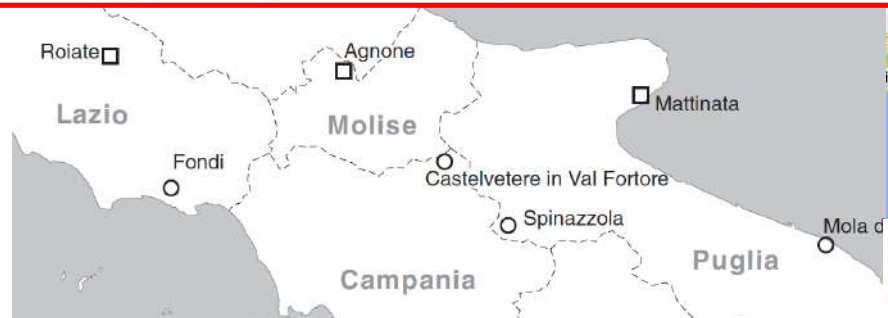 Roiate
Agnone
Mattinata
Lazio
Molise
Fondi
Castelvetere in Val Fortore
Spinazzola
Mola d
Puglia
Campania